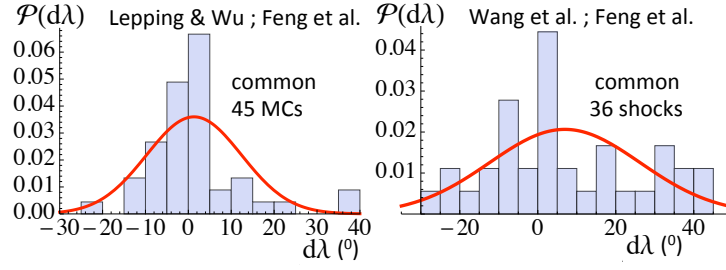 𝒫(dλ) Lepping & Wu ; Feng et al.
0.06
0.05
0.04
0.03
0.02
0.01
0.00
common
45 MCs
−30 −20 −10 0 10 20 30 40
dλ (⁰)
𝒫(dλ) Wang et al. ; Feng et al.
0.04
0.02
0.01
common
36 shocks
−20 0 20 40
dλ (⁰)